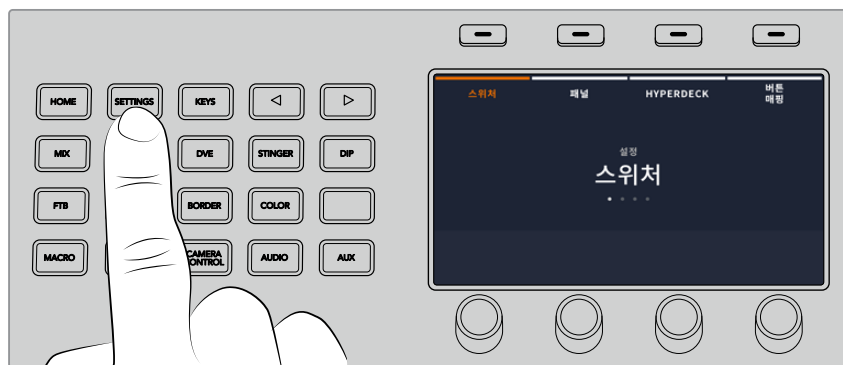 HOME
SETTINGS
KEYS
MIX
DVE
STINGER
DIP
FTB
BORDER
COLOR
MACRO
CAMERA
CONTROL
AUDIO
AUX
스위처
패널
HYPERDECK
버튼
매핑
설정
스위처